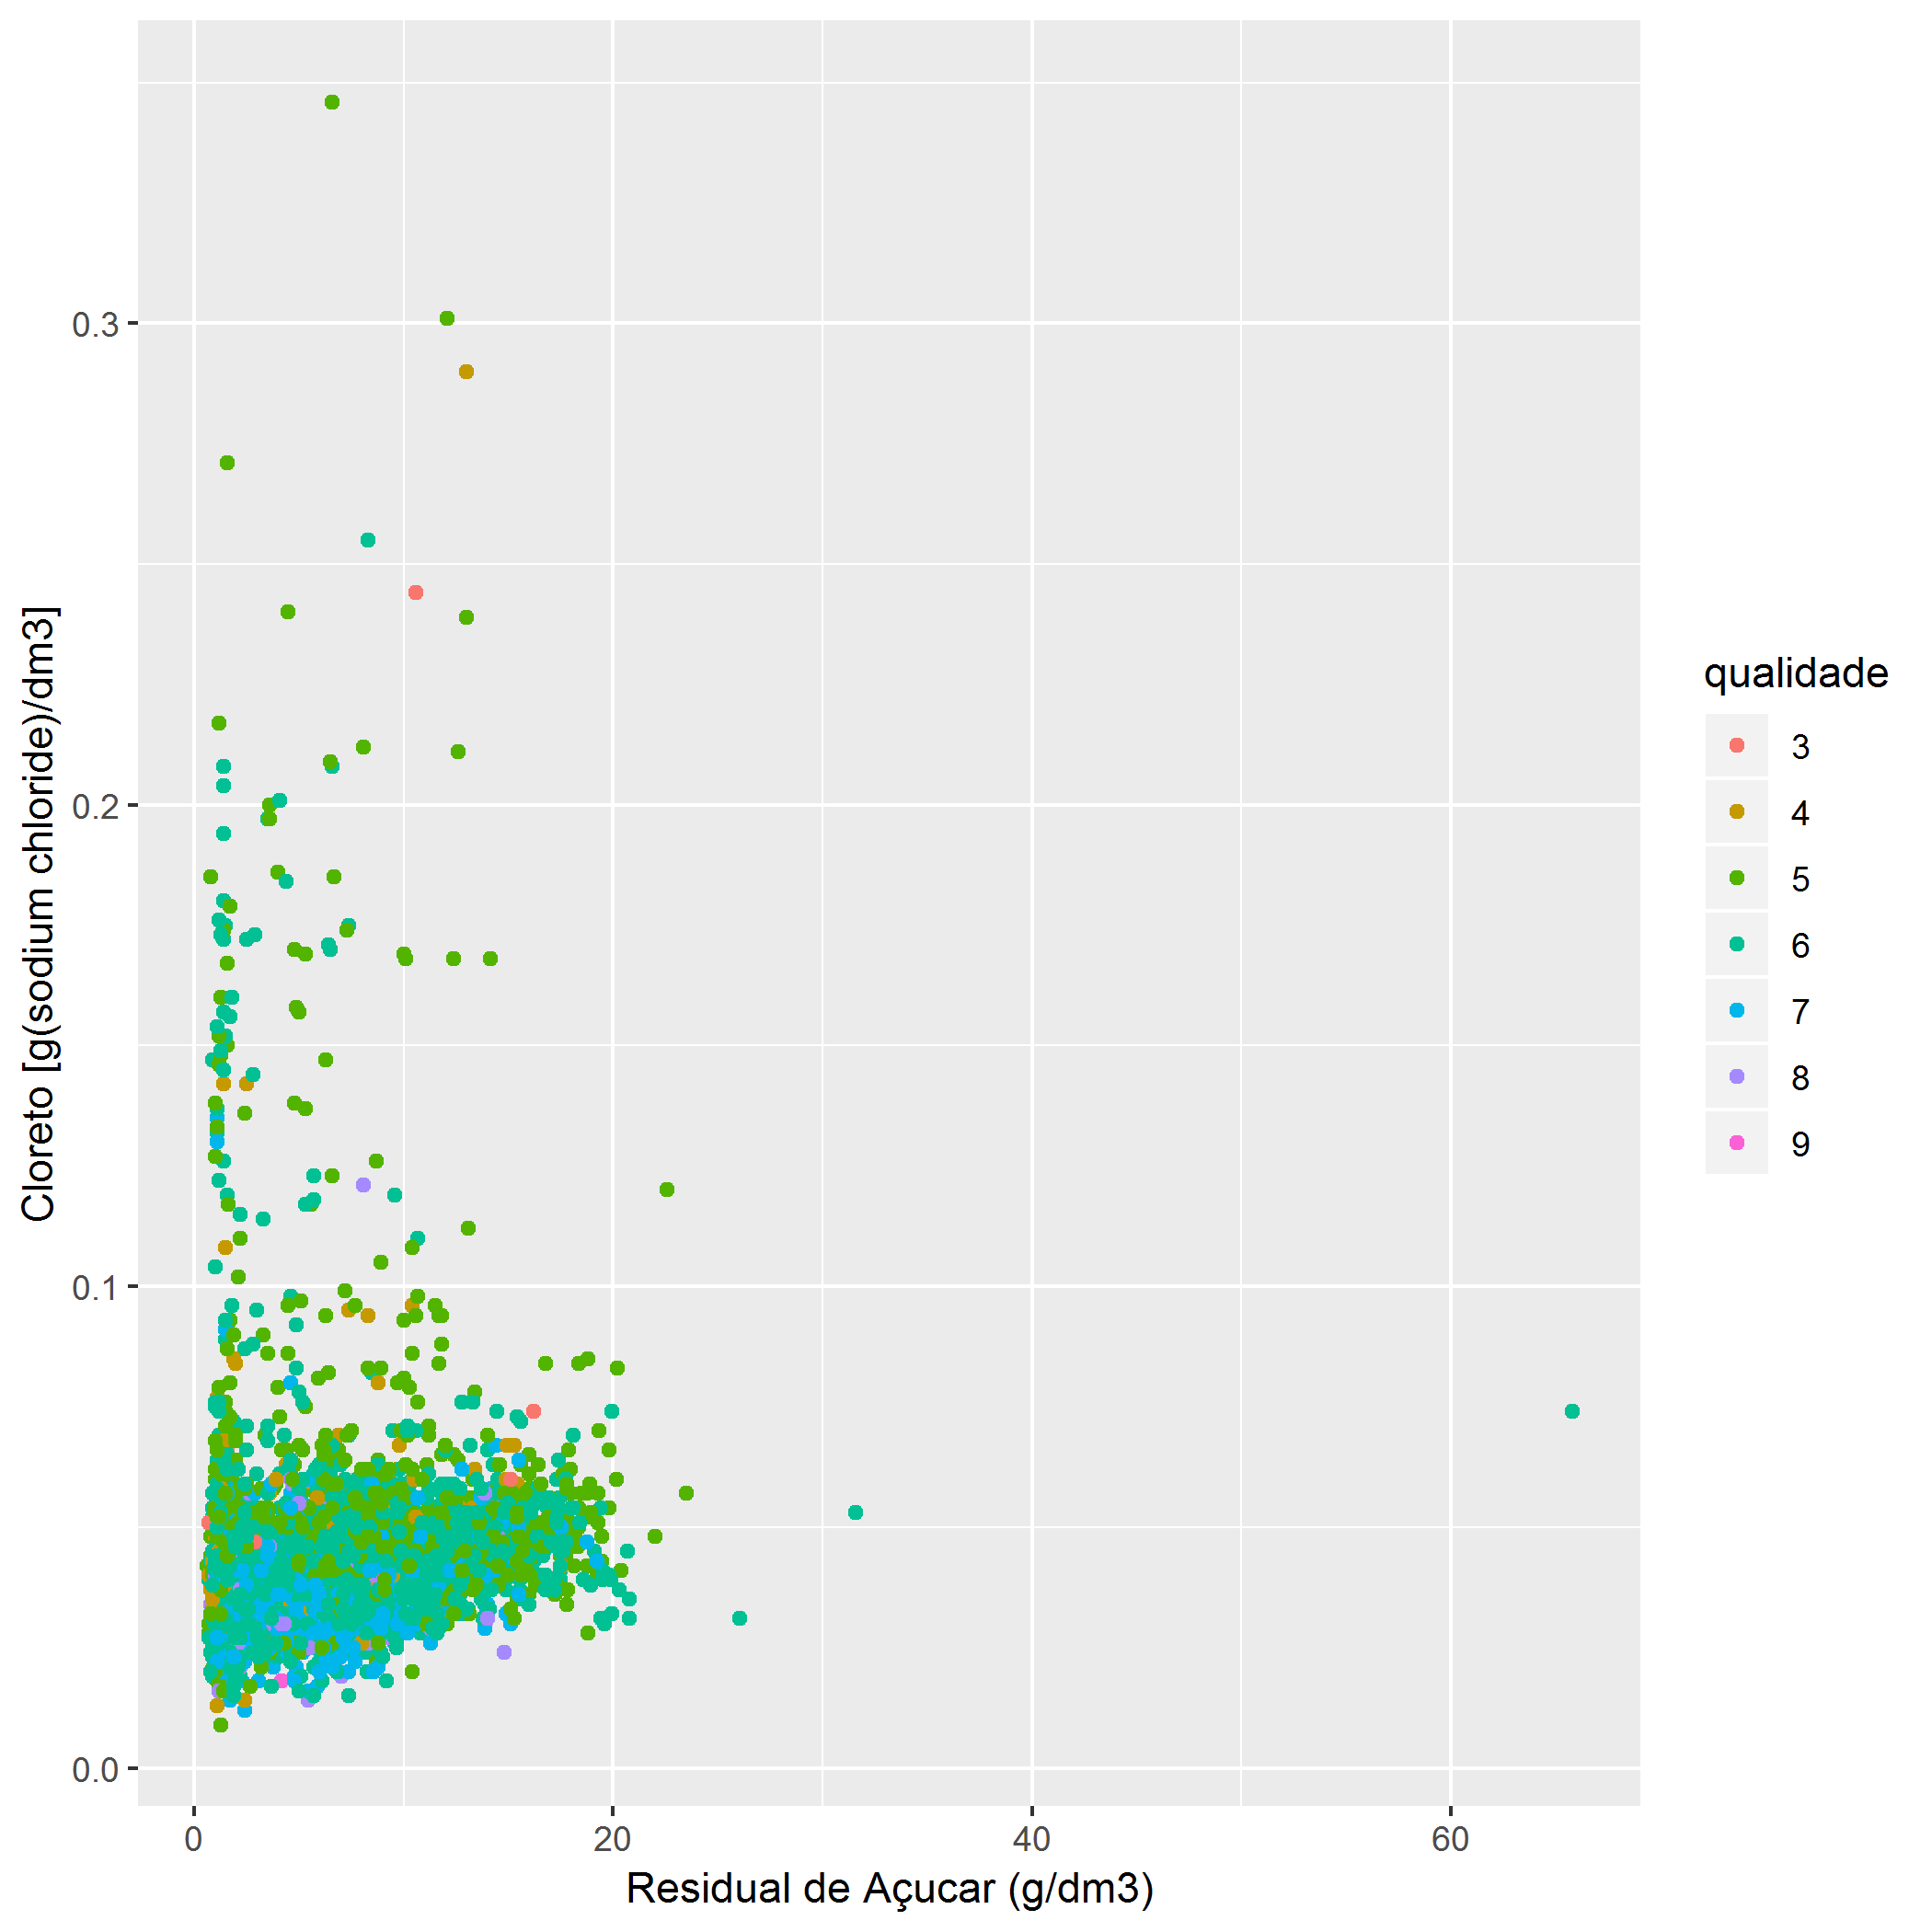 Cloreto [g(sodium chloride)/dm3]
0.3
0.2
0.1
0.0
0 20 40 60
Residual de Açucar (g/dm3)
qualidade
3
4
5
6
7
8
9